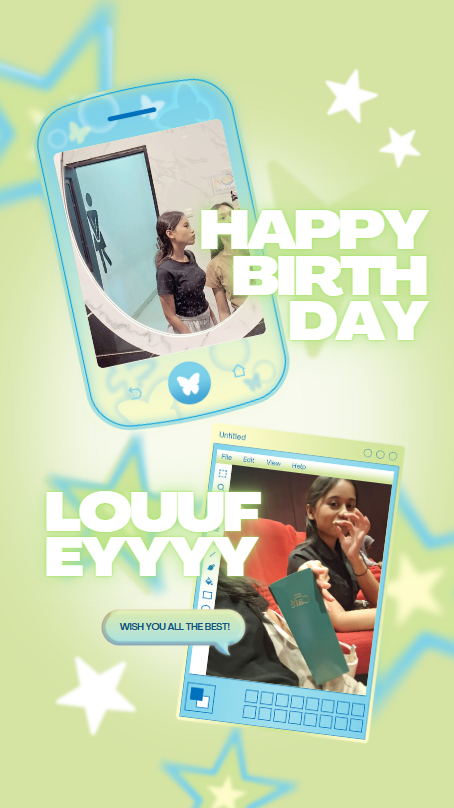 HAPPY
BIRTH
DAY
Untitled
File Edit View Help
LOUUF
EYYYY
WISH YOU ALL THE BEST!